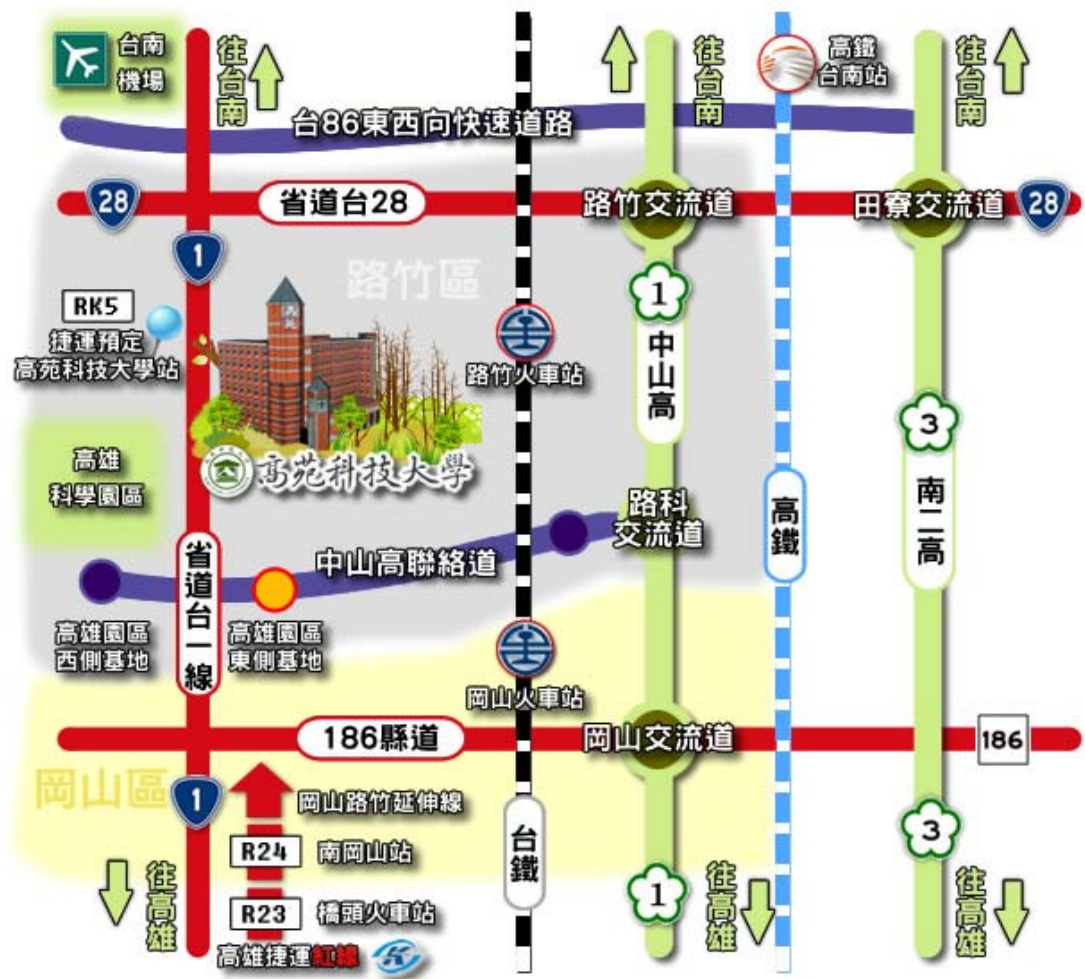 台南
機場
往台南
往台南
高鐵
台南站
往台南
台86東西向快速道路
28
省道台28
路竹交流道
田寮交流道
28
1
路竹區
RK5
捷運預定
高苑科技大學站
1
中山高
路竹火車站
3
南二高
高雄
科學園區
高苑科技大學
路科
交流道
高鐵
中山高聯絡道
省道台一線
高雄園區
西側基地
高雄園區
東側基地
岡山火車站
186縣道
岡山交流道
186
岡山區
1
岡山路竹延伸線
台鐵
3
R24
南岡山站
1
往高雄
往高雄
往高雄
R23
橋頭火車站
高雄捷運紅線